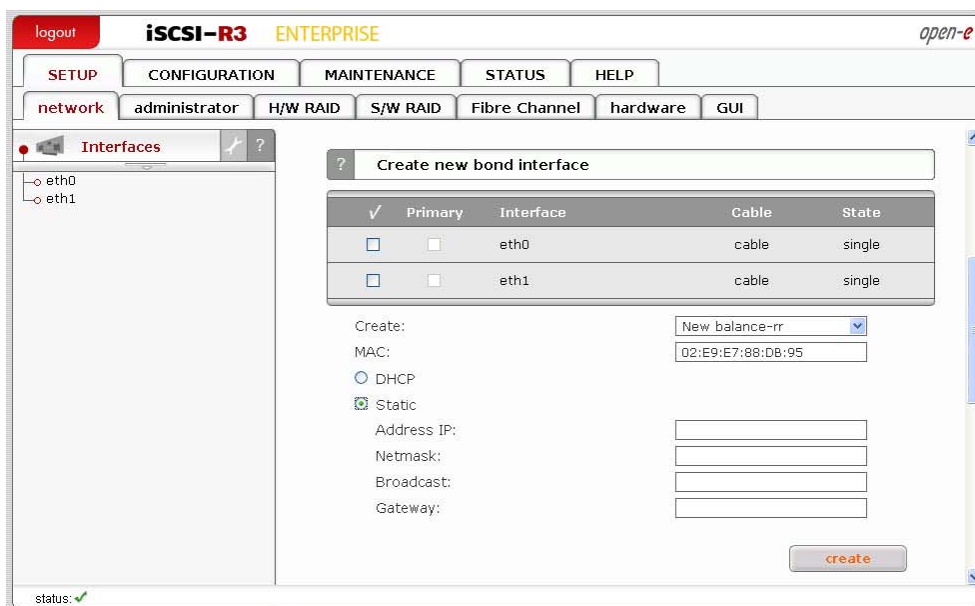 logout iSCSI-R3 ENTERPRISE open-e
SETUP CONFIGURATION MAINTENANCE STATUS HELP
network administrator H/W RAID S/W RAID Fibre Channel hardware GUI
Interfaces ?
eth0
eth1
? Create new bond interface
√ Primary Interface Cable State
eth0 cable single
eth1 cable single
Create: New balance-rr
MAC: 02:E9:E7:88:DB:95
DHCP
Static
Address IP:
Netmask:
Broadcast:
Gateway:
create
status: